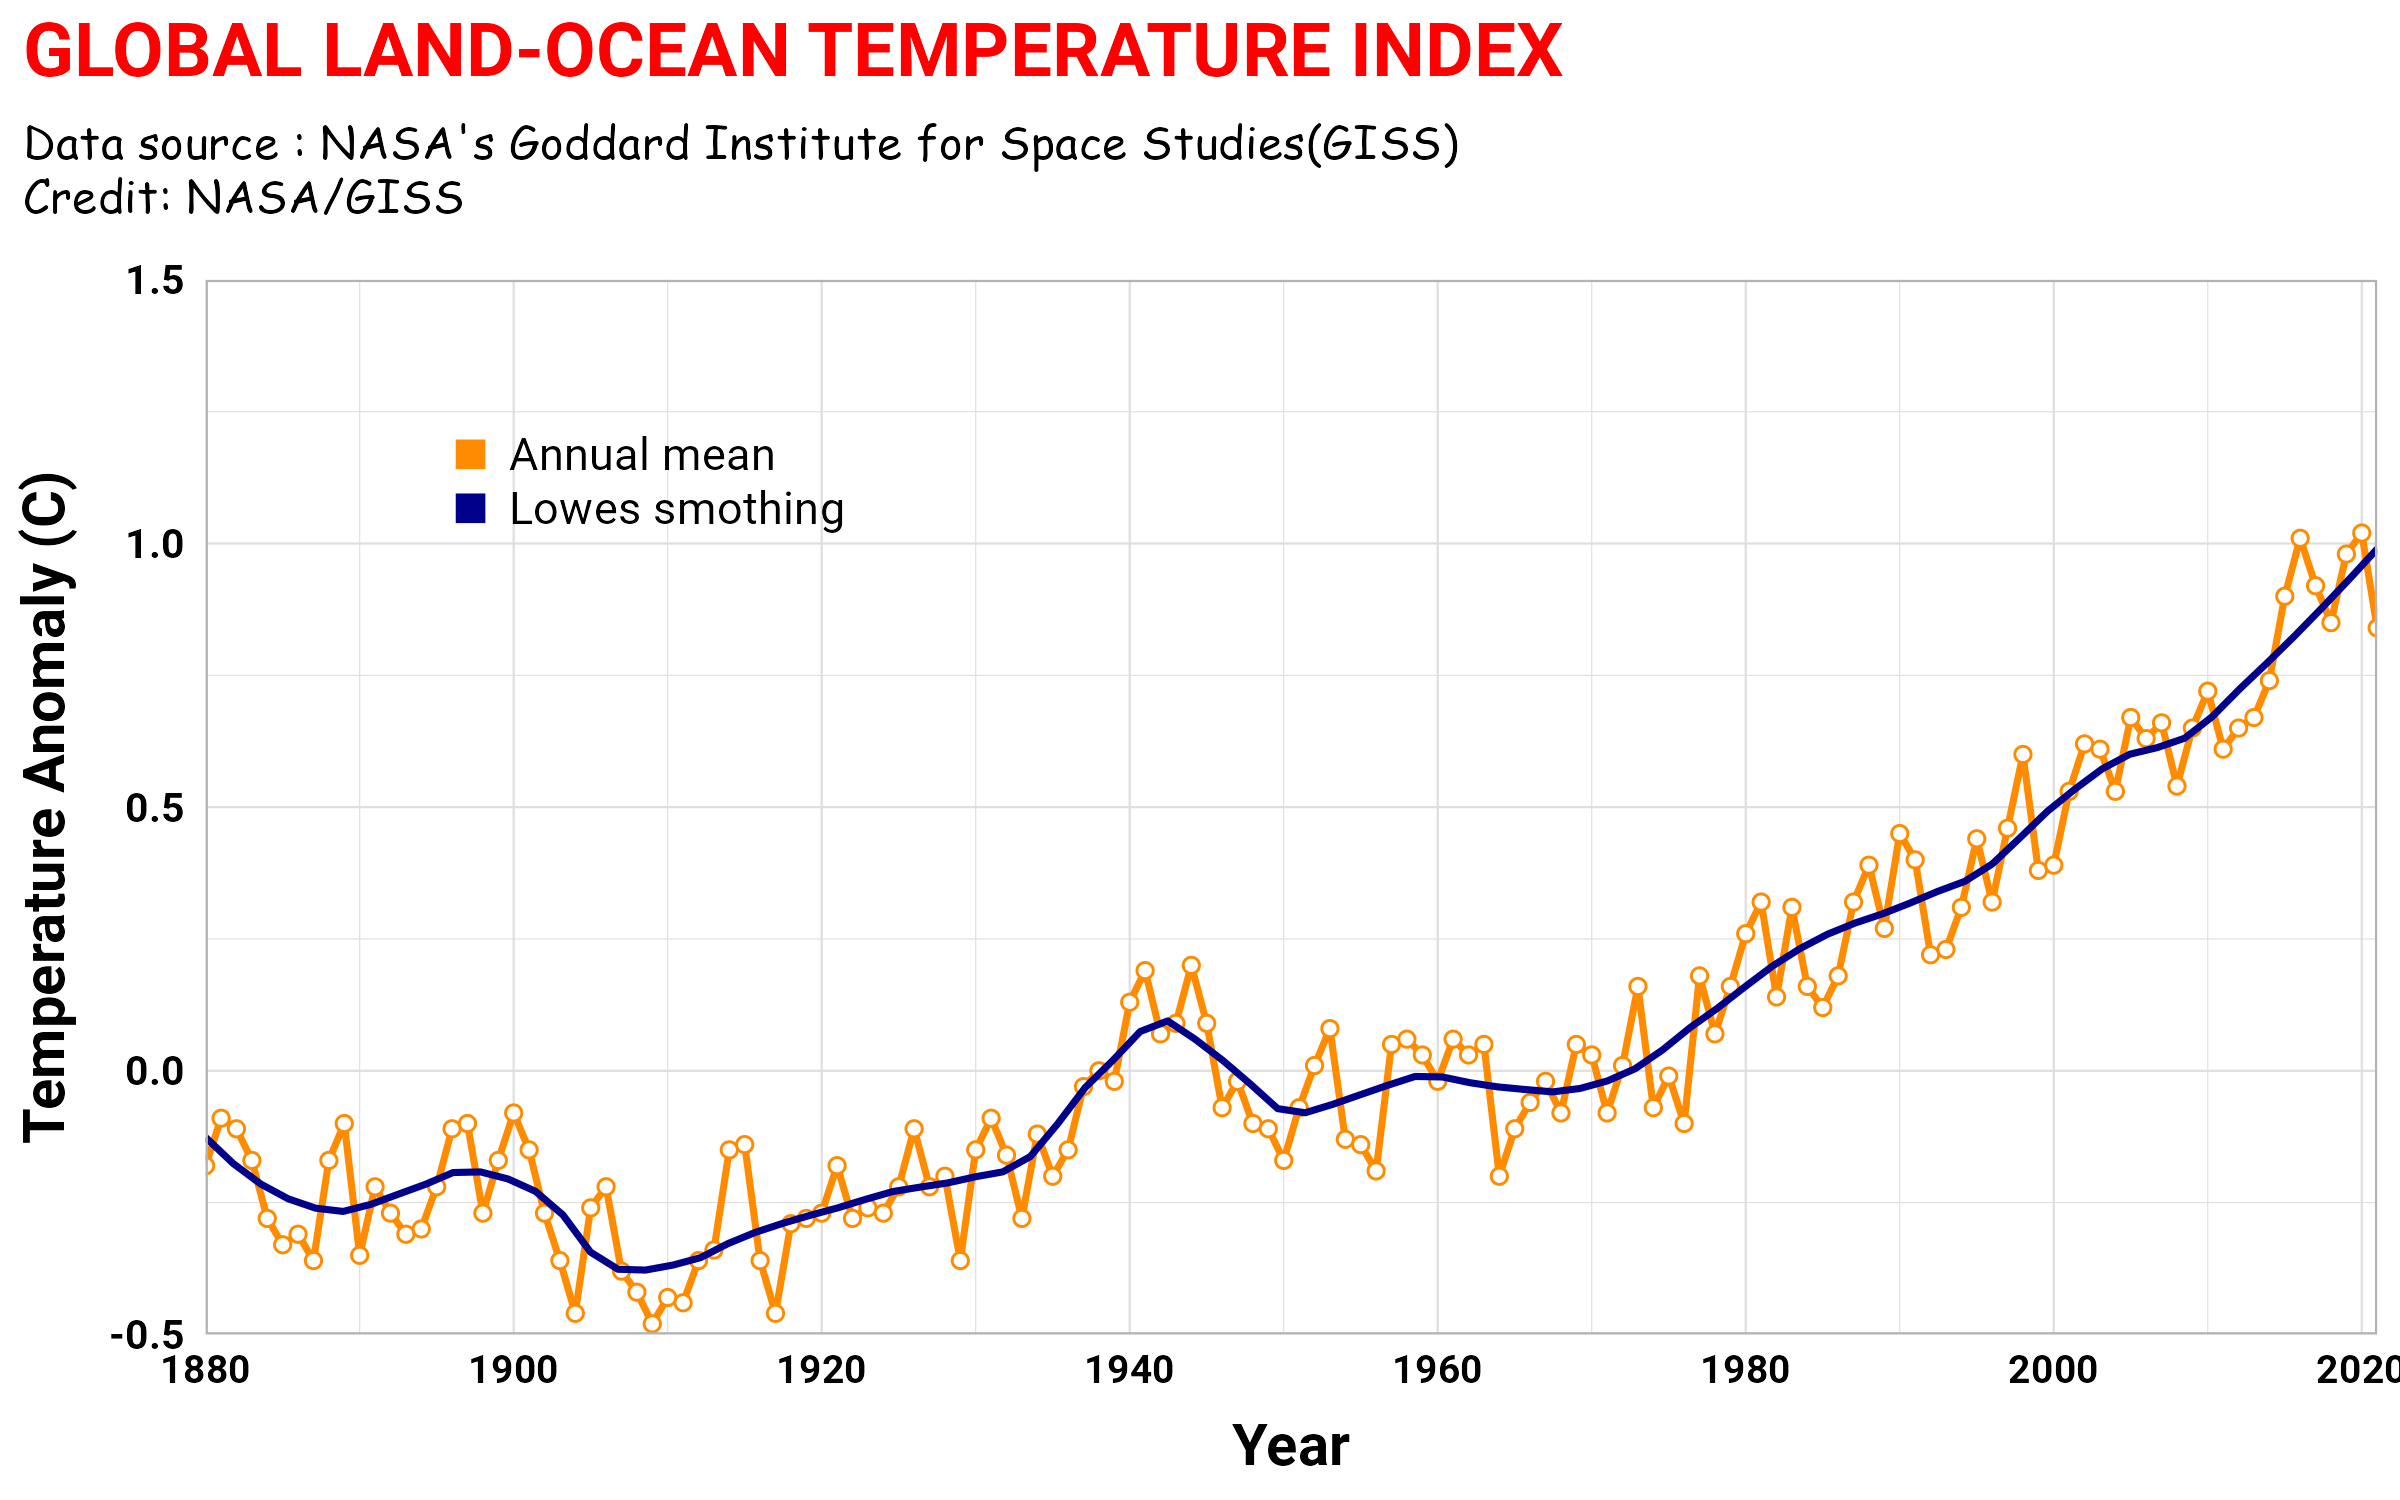 GLOBAL LAND-OCEAN TEMPERATURE INDEX
Data source : NASA's Goddard Institute for Space Studies(GISS)
Credit: NASA/GISS
1.5
Annual mean
Lowes smothing
1.0
0.5
0.0
-0.5
Temperature Anomaly (C)
1880 1900 1920 1940 1960 1980 2000 2020
Year